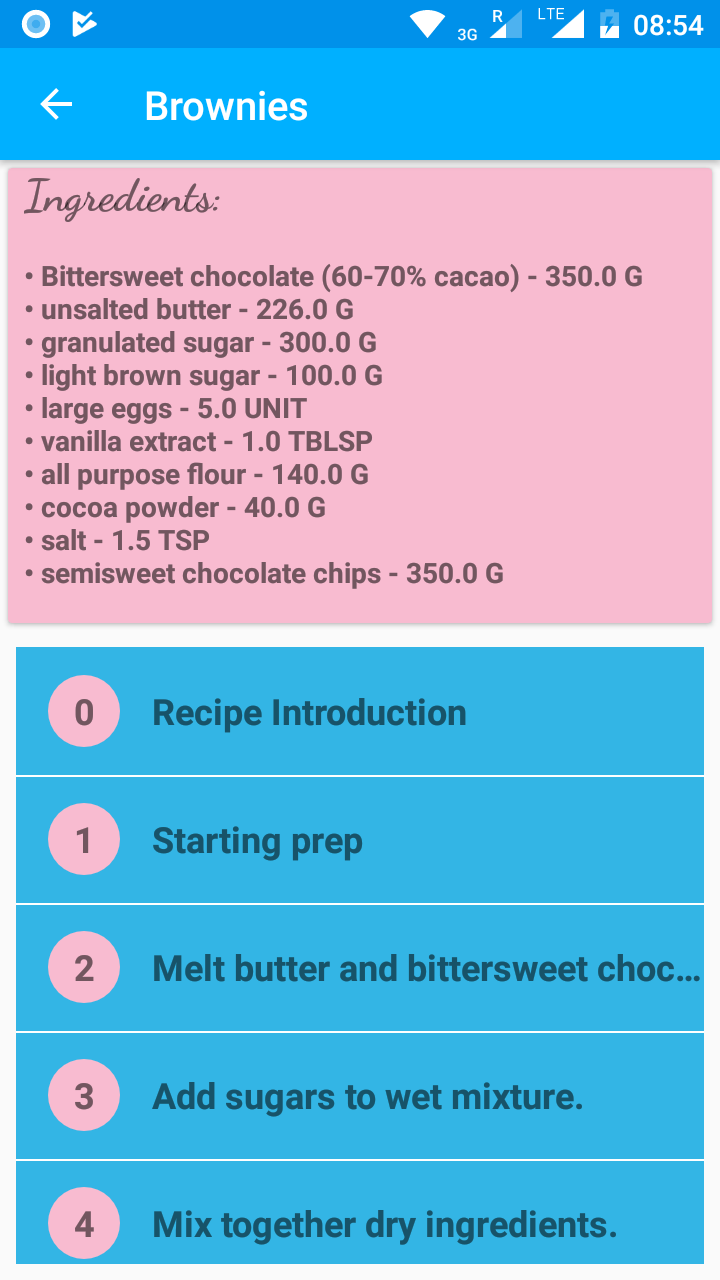 3G R LTE 08:54
Brownies
Ingredients:
• Bittersweet chocolate (60-70% cacao) - 350.0 G
• unsalted butter - 226.0 G
• granulated sugar - 300.0 G
• light brown sugar - 100.0 G
• large eggs - 5.0 UNIT
• vanilla extract - 1.0 TBLSP
• all purpose flour - 140.0 G
• cocoa powder - 40.0 G
• salt - 1.5 TSP
• semisweet chocolate chips - 350.0 G
0 Recipe Introduction
1 Starting prep
2 Melt butter and bittersweet choc...
3 Add sugars to wet mixture.
4 Mix together dry ingredients.